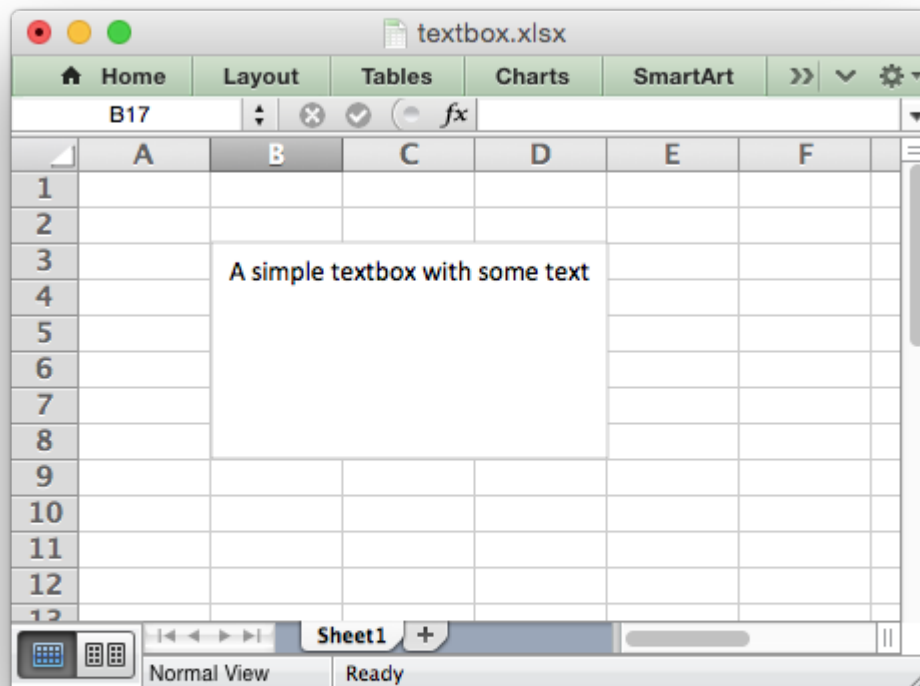 textbox.xlsx
Home Layout Tables Charts SmartArt
B17 fx
A B C D E F
1
2
3
A simple textbox with some text
4
5
6
7
8
9
10
11
12
13
Sheet1 +
Normal View Ready